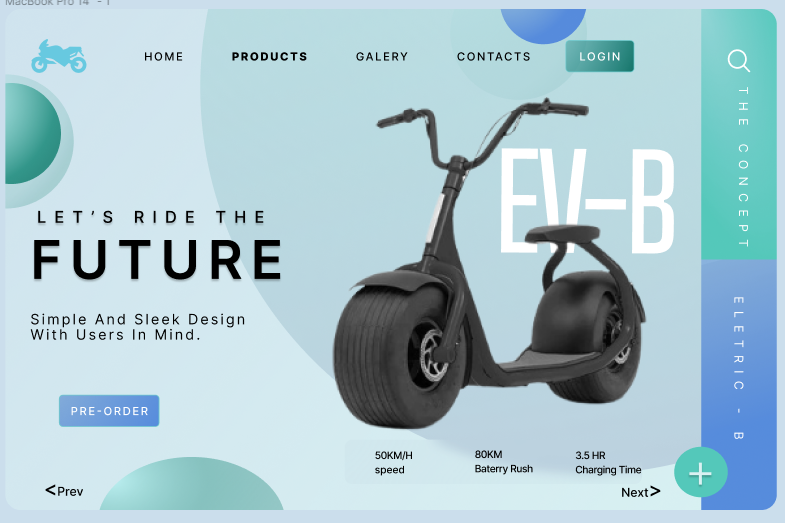 MacBook Pro 14" - 1
HOME
PRODUCTS
GALERY
CONTACTS
LOGIN
THE CONCEPT
EV-B
LET'S RIDE THE
FUTURE
Simple And Sleek Design
With Users In Mind.
ELETRIC - B
PRE-ORDER
50KM/H
speed
80KM
Baterry Rush
3.5 HR
Charging Time
<Prev
Next>